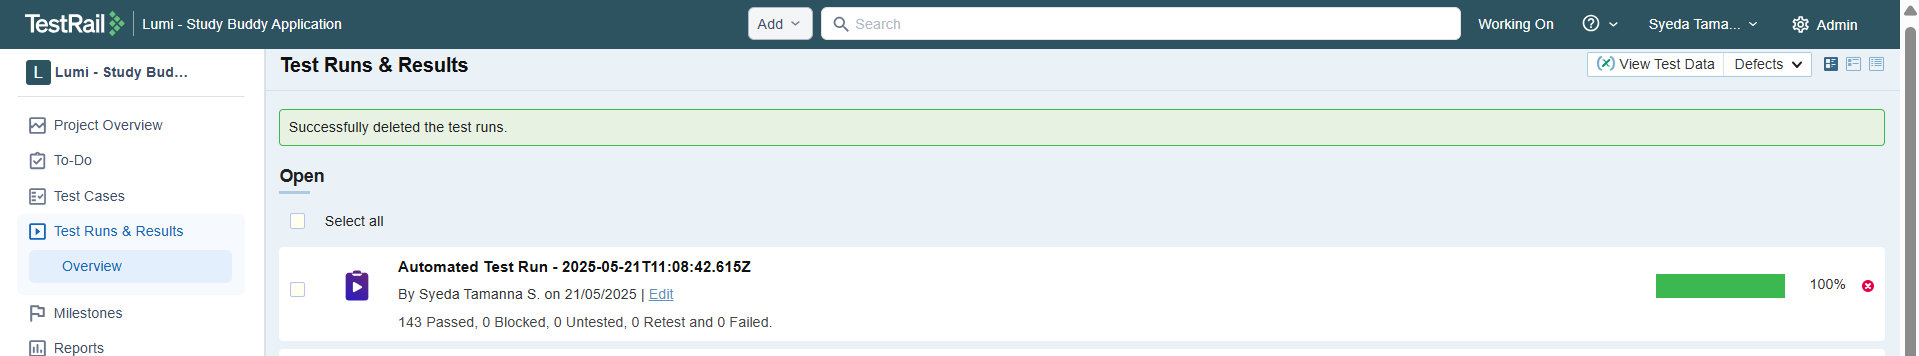 TestRail
Lumi - Study Buddy Application
Add
Search
Working On
Syeda Tama...
Admin
L
Lumi - Study Bud...
Project Overview
To-Do
Test Cases
Test Runs & Results
Overview
Milestones
Reports
Test Runs & Results
View Test Data
Defects
Successfully deleted the test runs.
Open
Select all
Automated Test Run - 2025-05-21T11:08:42.615Z
By Syeda Tamanna S. on 21/05/2025 | Edit
143 Passed, 0 Blocked, 0 Untested, 0 Retest and 0 Failed.
100%